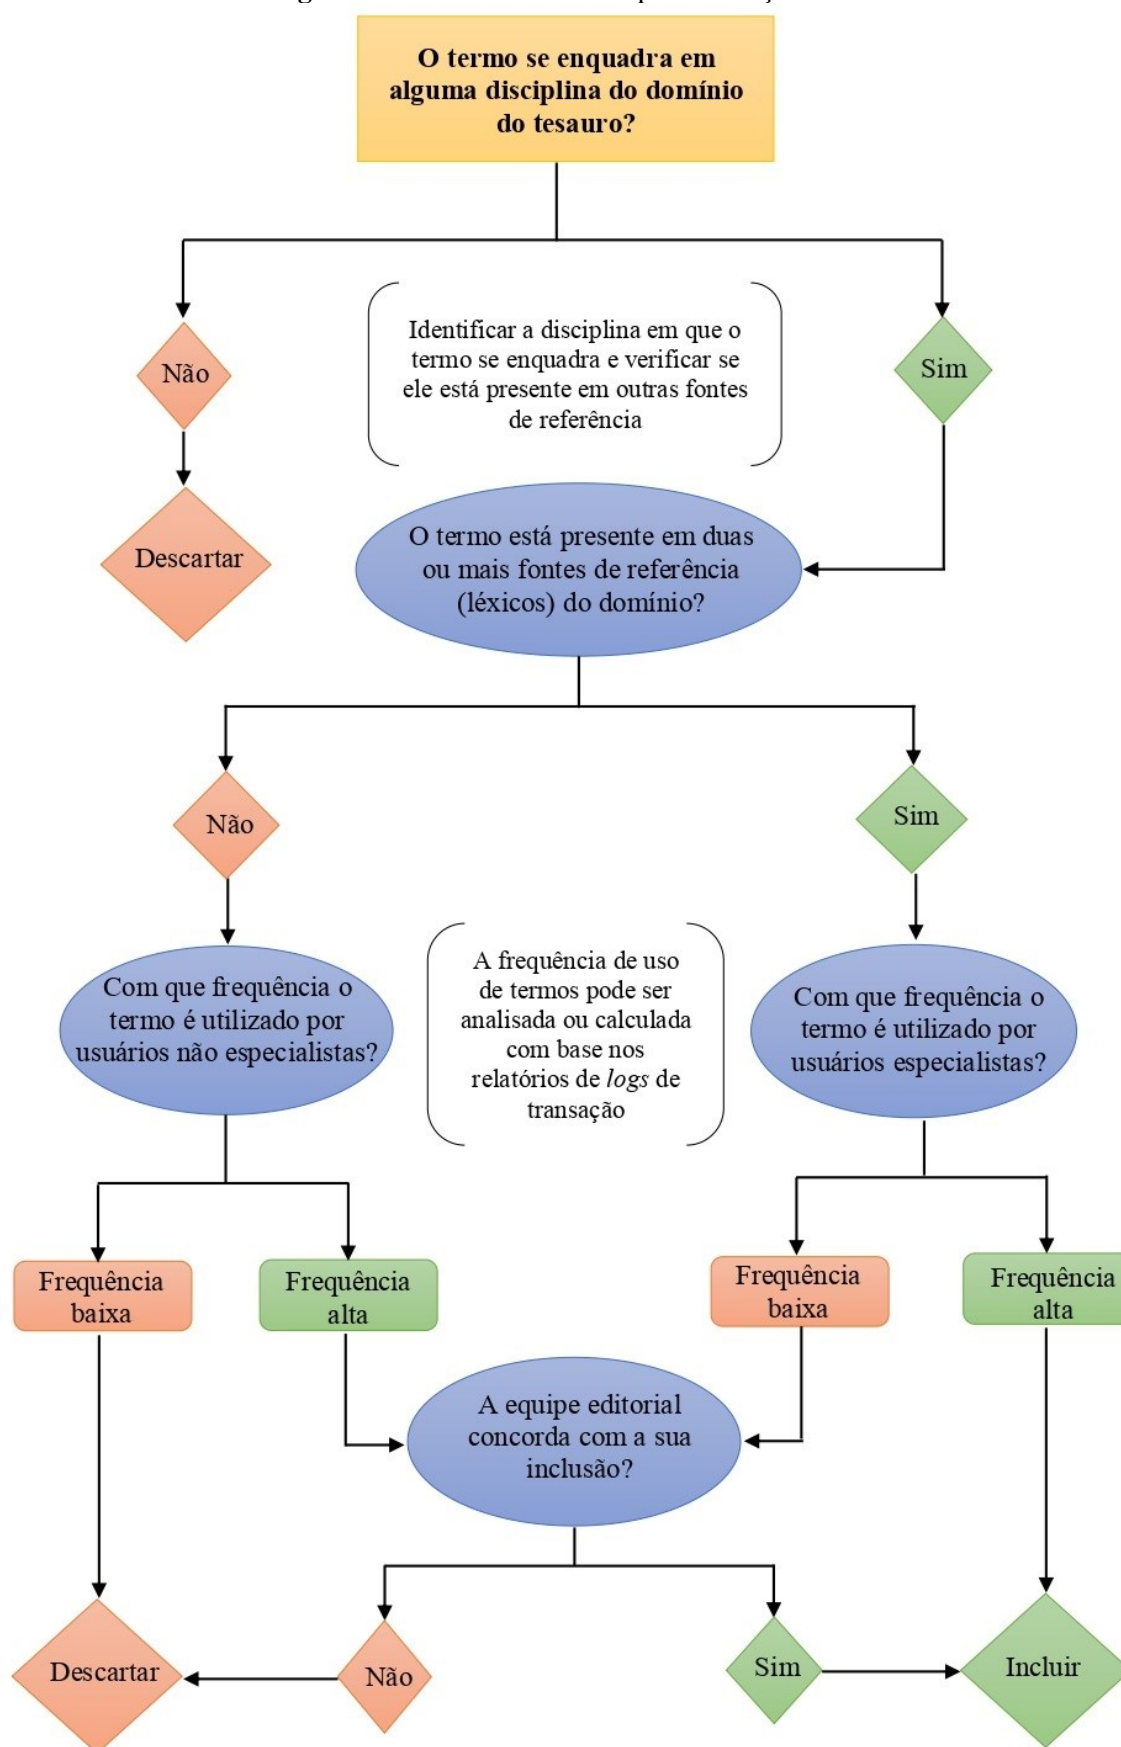 O termo se enquadra em
alguma disciplina do domínio
do tesauro?
Não
Identificar a disciplina em que o
termo se enquadra e verificar se
ele está presente em outras fontes
de referência
Sim
Descartar
O termo está presente em duas
ou mais fontes de referência
(léxicos) do domínio?
Não
Sim
Com que frequência o
termo é utilizado por
usuários não especialistas?
A frequência de uso
de termos pode ser
analisada ou calculada
com base nos
relatórios de logs de
transação
Com que frequência o
termo é utilizado por
usuários especialistas?
Frequência
baixa
Frequência
alta
Frequência
baixa
Frequência
alta
A equipe editorial
concorda com a sua
inclusão?
Descartar
Não
Sim
Incluir